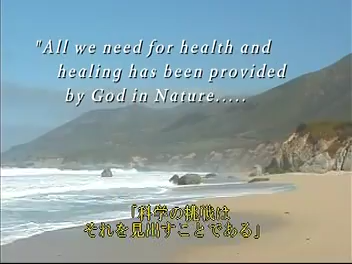 "All we need for health and
healing has been provided
by God in Nature.....
「科学の挑戦は
それを見出すことである」